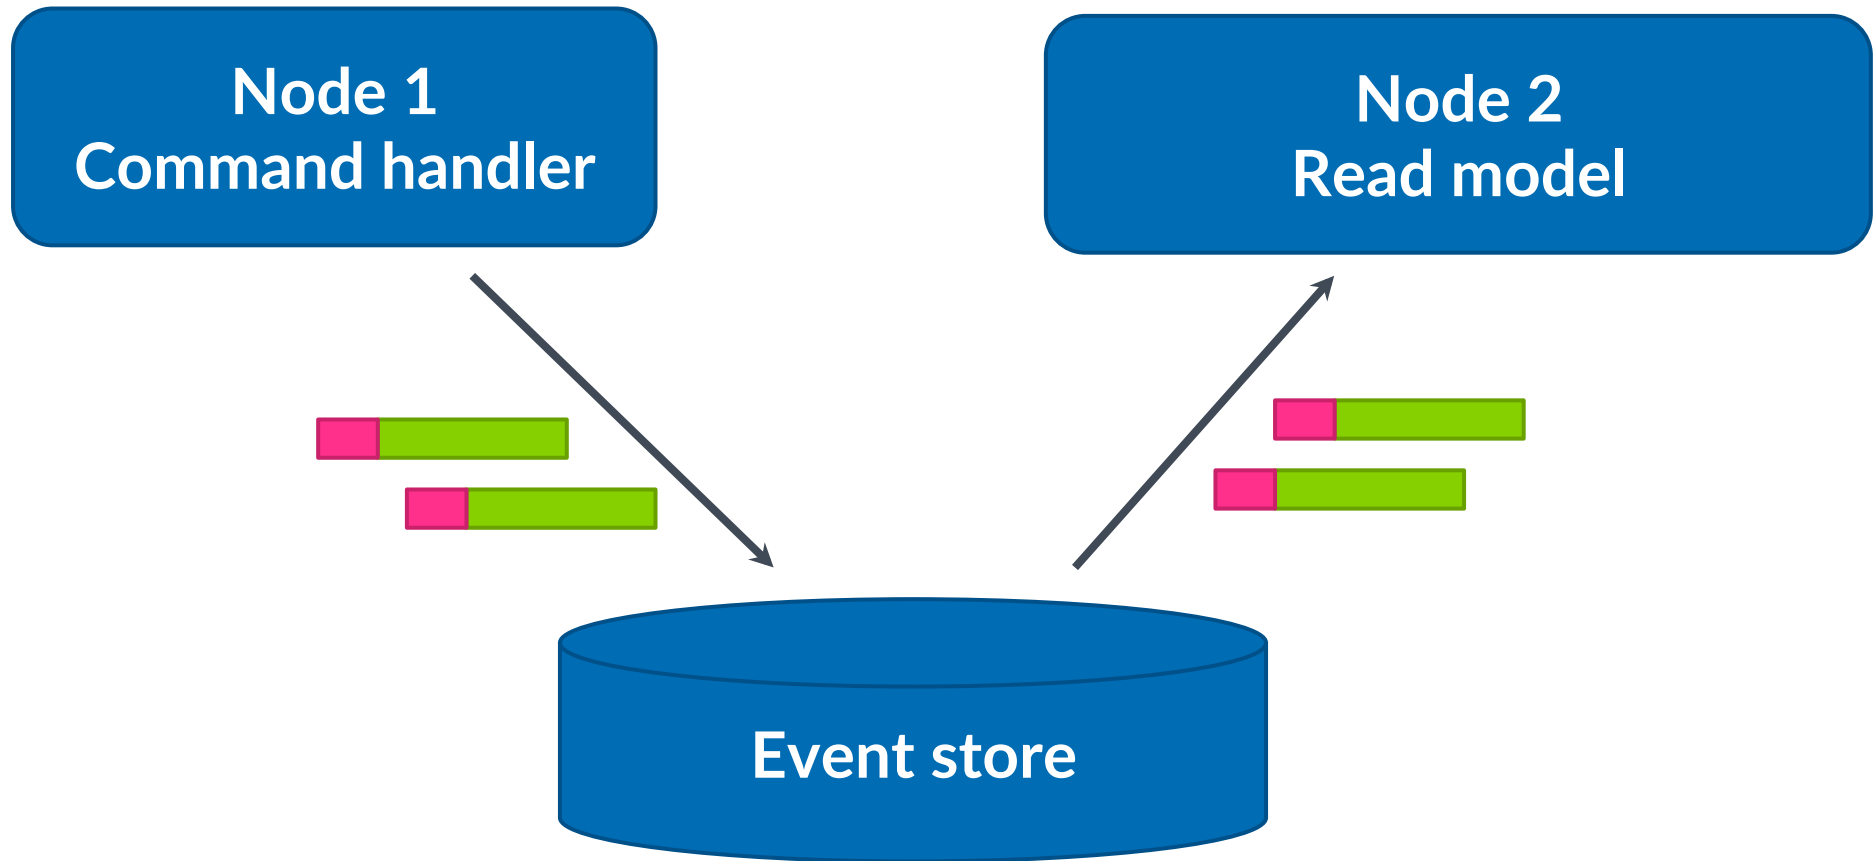 Node 1
Command handler
Node 2
Read model
Event store